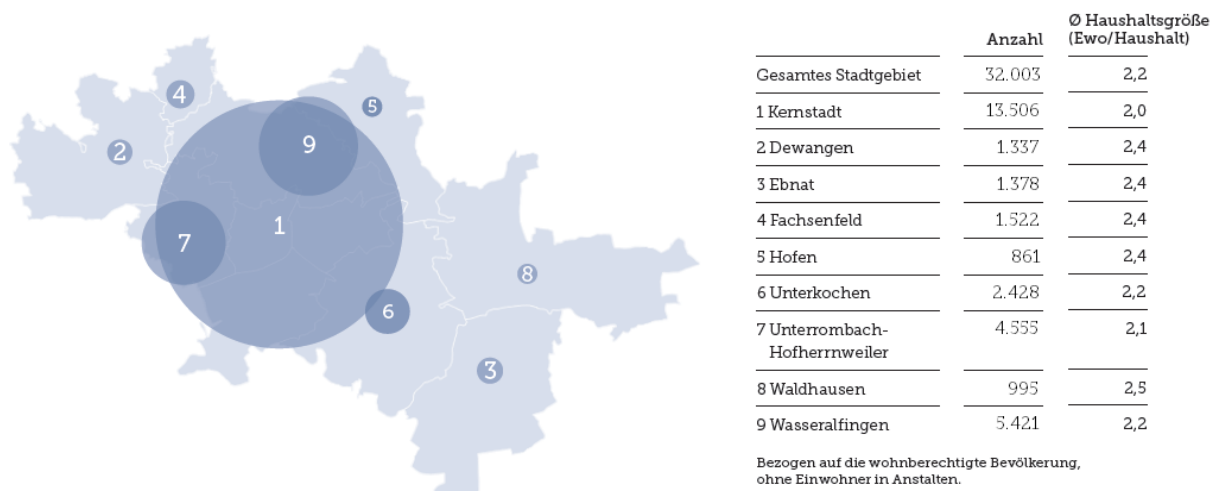 4
5
9
2
1
7
8
6
3
Anzahl Ø Haushaltsgröße
(Ewo/Haushalt)
Gesamtes Stadtgebiet 32.003 2,2
1 Kernstadt 13.506 2,0
2 Dewangen 1.337 2,4
3 Ebnat 1.378 2,4
4 Fachsenfeld 1.522 2,4
5 Hofen 861 2,4
6 Unterkochen 2.428 2,2
7 Unterrombach- 4.555 2,1
Hofherrnweiler
8 Waldhausen 995 2,5
9 Wasseralfingen 5.421 2,2
Bezogen auf die wohnberechtigte Bevölkerung,
ohne Einwohner in Anstalten.